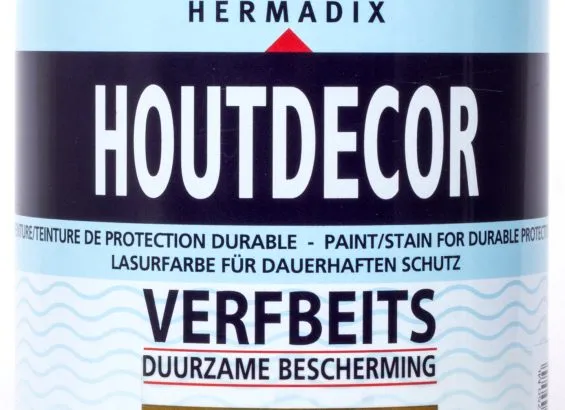 HERMADIX
HOUTDECOR
TEINTURE DE PROTECTION DURABLE - PAINT/STAIN FOR DURABLE
LASURFARBE FÜR DAUERHAFTEN SCHUTZ
VERFBEITS
DUURZAME BESCHERMING